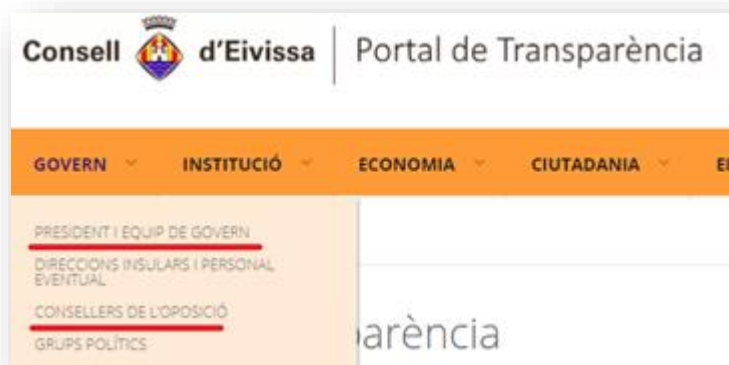 Consell d'Eivissa Portal de Transparència
GOVERN INSTITUCIÓ ECONOMIA CIUTADANIA
PRESIDENT I EQUIP DE GOVERN
DIRECCIONS INSULARS I PERSONAL
EVENTUAL
CONSELLERS DE L'OPOSICIÓ
GRUPS POLÍTICS
arència